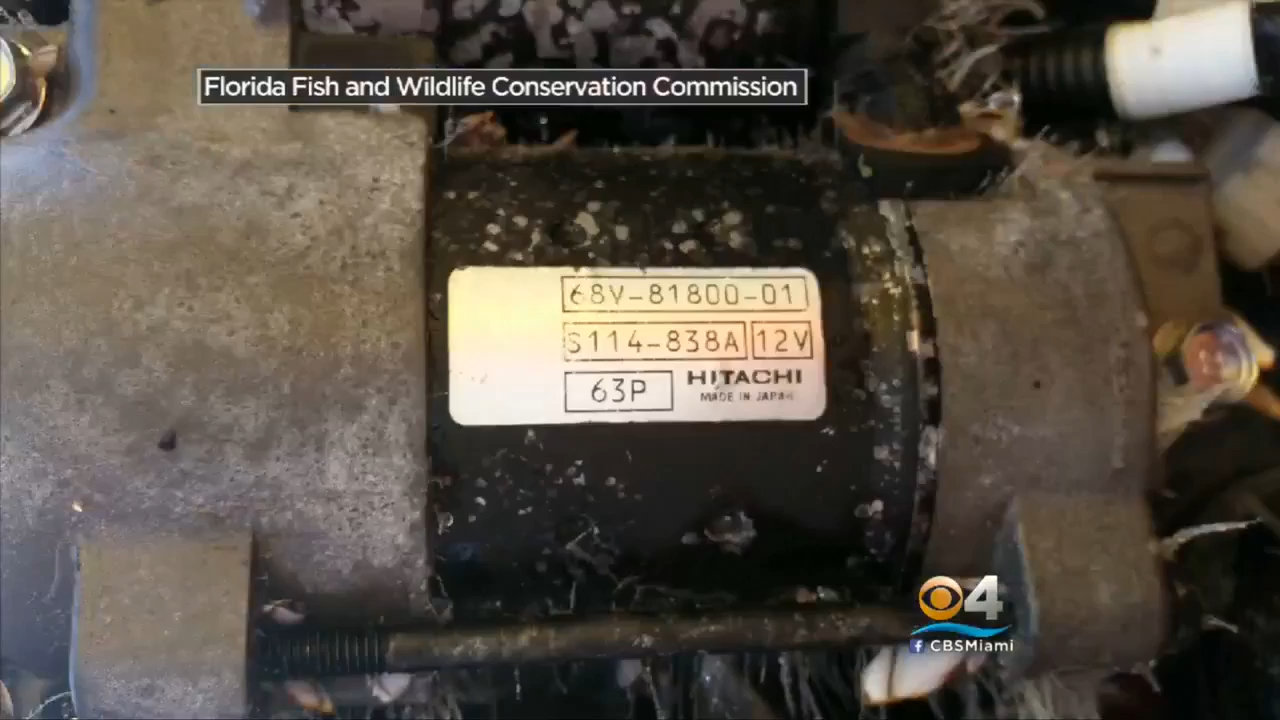 Florida Fish and Wildlife Conservation Commission
68V-81800-01
S114-838A 12V
63P HITACHI
MADE IN JAPAN
4
CBSMiami